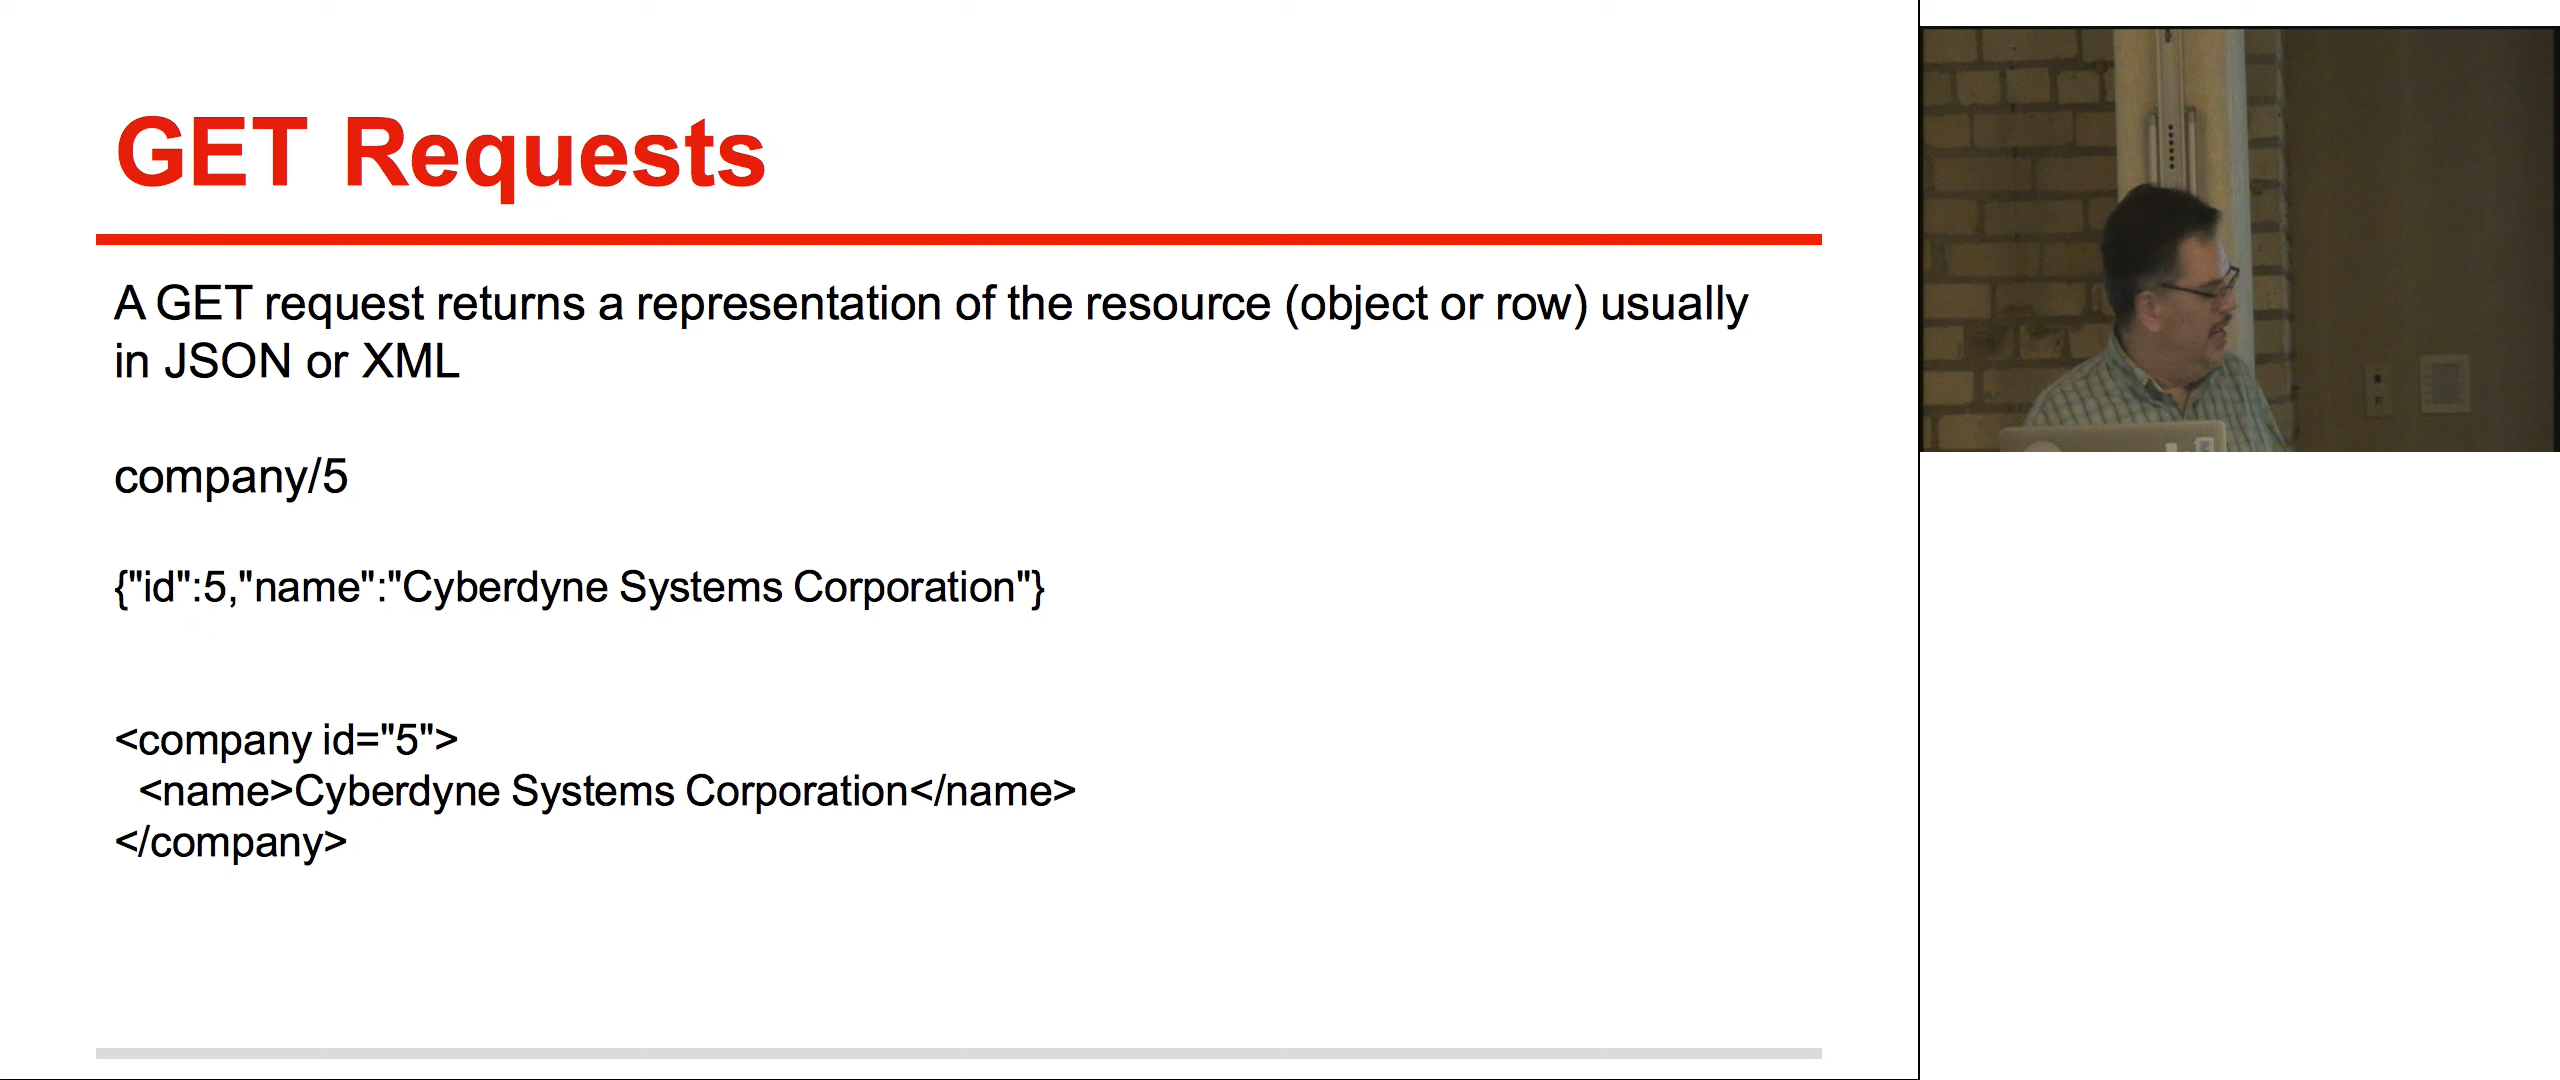 GET Requests
A GET request returns a representation of the resource (object or row) usually
in JSON or XML
company/5
{"id":5,"name":"Cyberdyne Systems Corporation"}
<company id="5">
<name>Cyberdyne Systems Corporation</name>
</company>